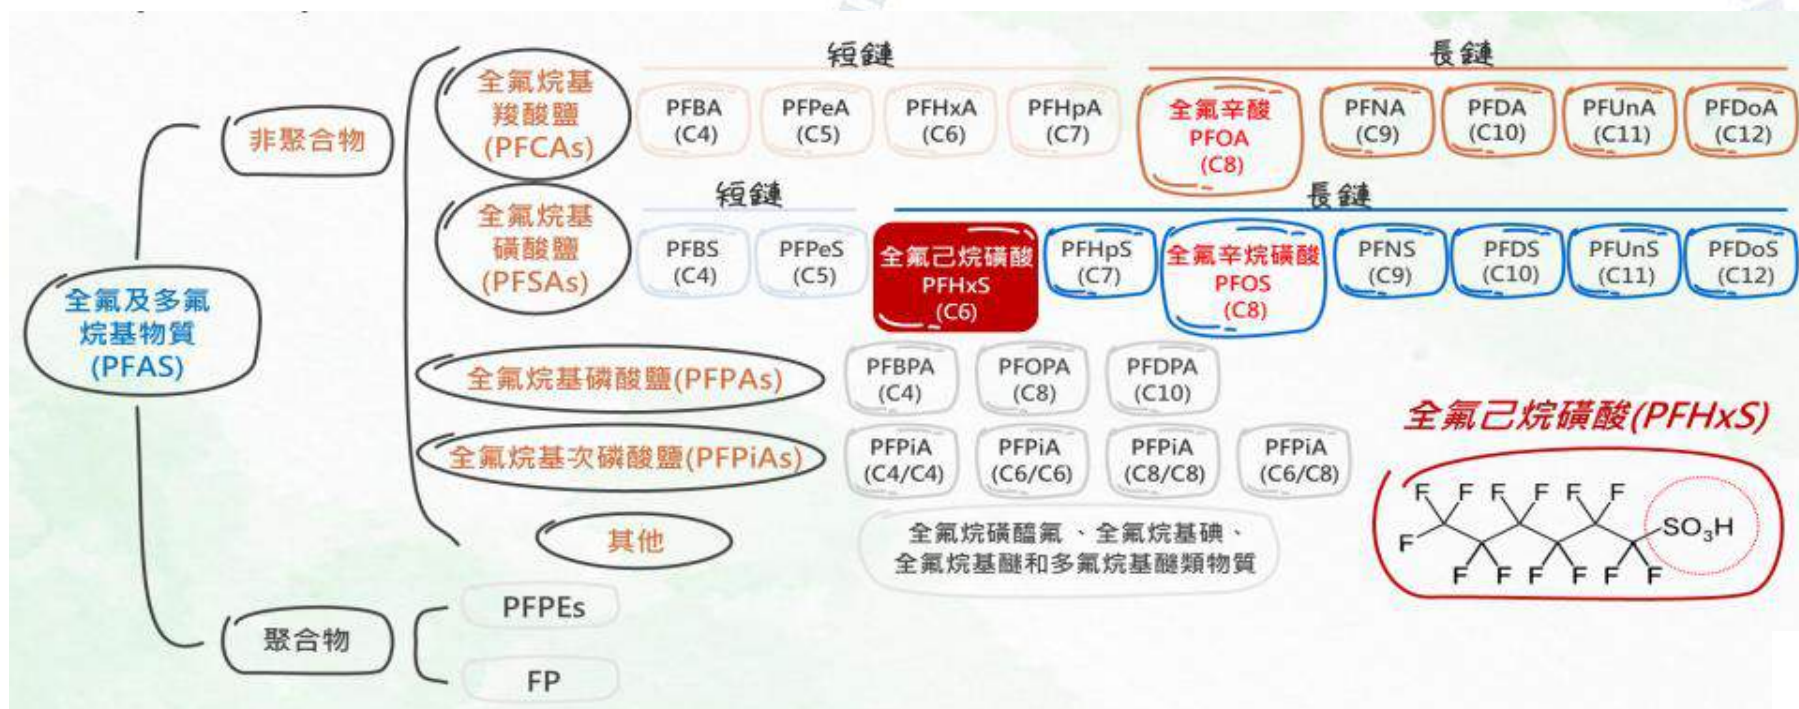 短鏈
長鏈
全氟烷基
羧酸鹽
(PFCAs)
PFBA
(C4)
PFPeA
(C5)
PFHxA
(C6)
PFHpA
(C7)
全氟辛酸
PFOA
(C8)
PFNA
(C9)
PFDA
(C10)
PFUnA
(C11)
PFDoA
(C12)
非聚合物
短鏈
長鏈
全氟烷基
磺酸鹽
(PFSAs)
PFBS
(C4)
PFPeS
(C5)
全氟己烷磺酸
PFHxS
(C6)
PFHpS
(C7)
全氟辛烷磺酸
PFOS
(C8)
PFNS
(C9)
PFDS
(C10)
PFUnS
(C11)
PFDoS
(C12)
全氟及多氟
烷基物質
(PFAS)
全氟烷基磷酸鹽(PFPAs)
PFBPA
(C4)
PFOPA
(C8)
PFDPA
(C10)
全氟烷基次磷酸鹽(PFPiAs)
PFPiA
(C4/C4)
PFPiA
(C6/C6)
PFPiA
(C8/C8)
PFPiA
(C6/C8)
全氟己烷磺酸(PFHxS)
F F F F F F
F
SO₃H
F F F F F F
其他
全氟烷磺醯氟、全氟烷基碘、
全氟烷基醚和多氟烷基醚類物質
聚合物
PFPEs
FP